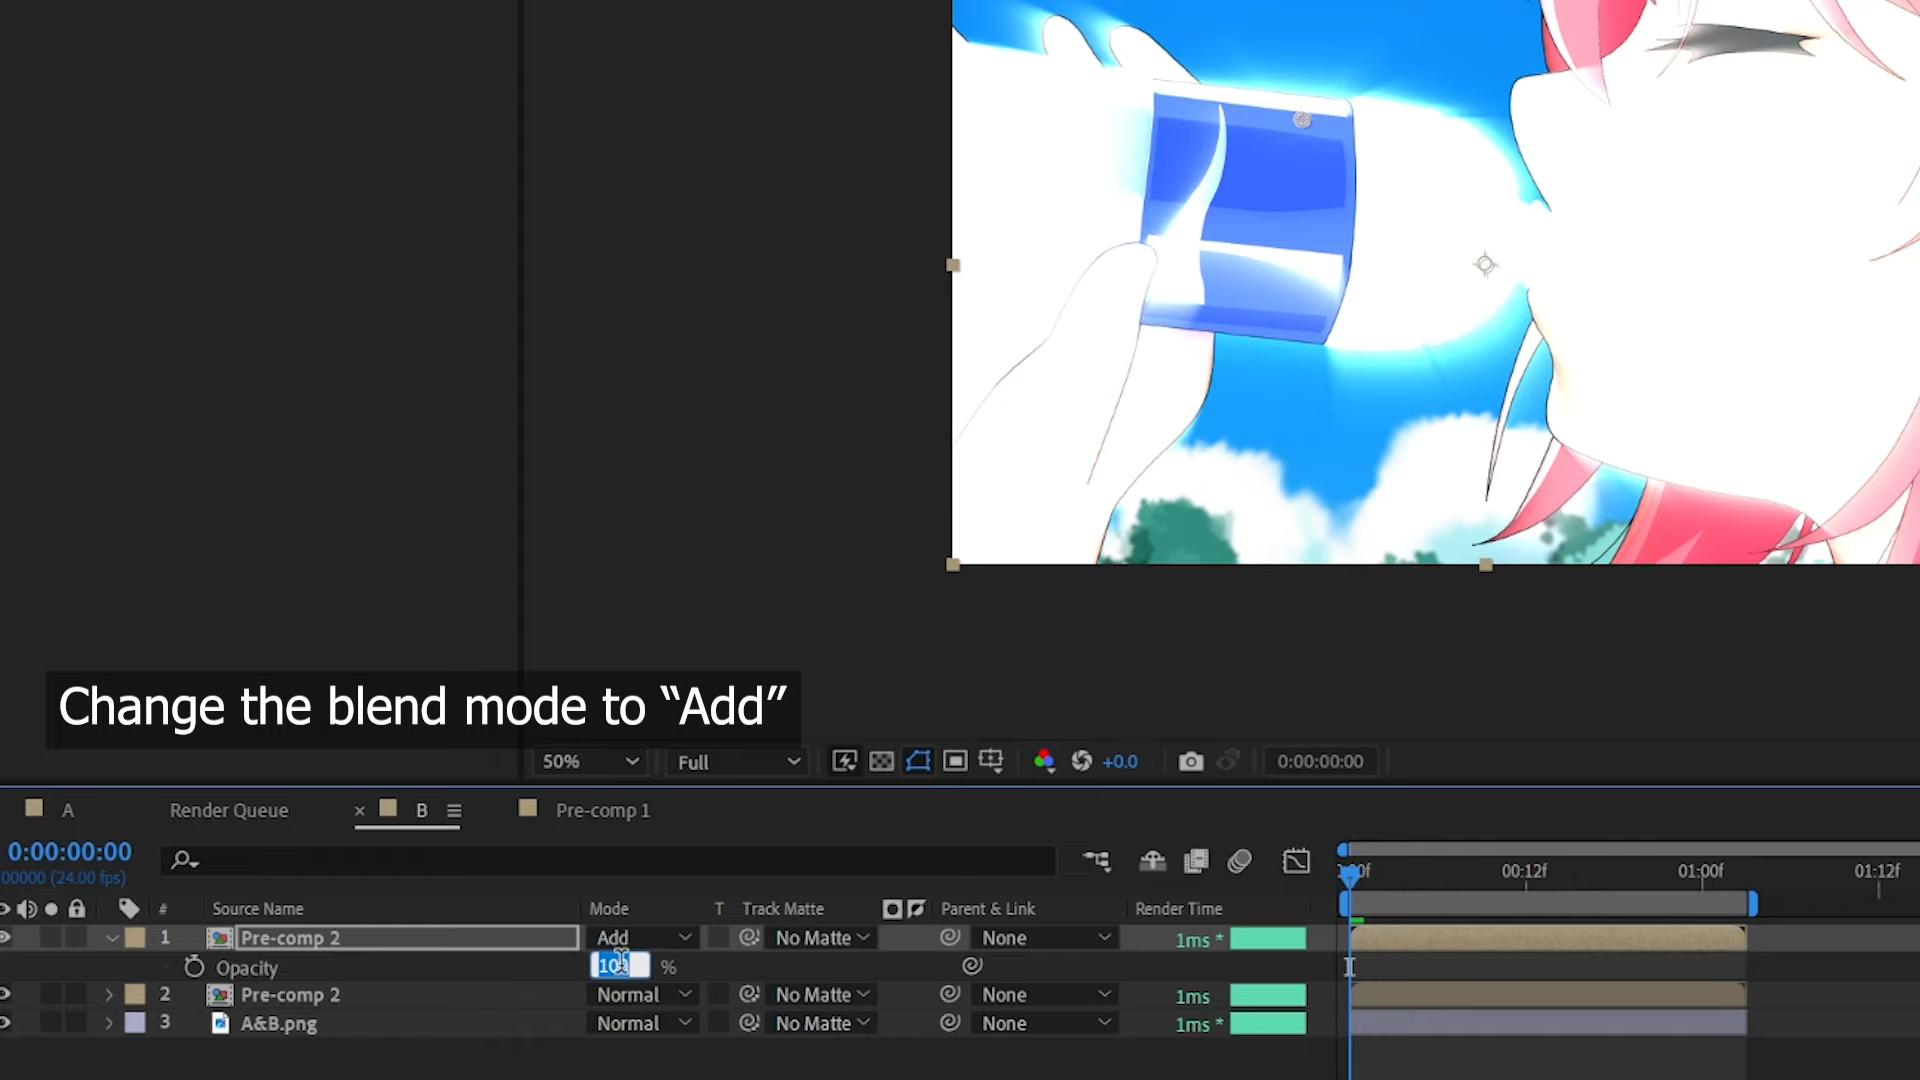 Change the blend mode to “Add”
50% Full +0.0 0:00:00:00
A Render Queue × B Pre-comp 1
0:00:00:00
00000 (24.00 fps)
00:12f 01:00f 01:12f
# Source Name Mode T Track Matte Parent & Link Render Time
1 Pre-comp 2 Add No Matte None 1ms *
Opacity %
2 Pre-comp 2 Normal No Matte None 1ms
3 A&B.png Normal No Matte None 1ms *